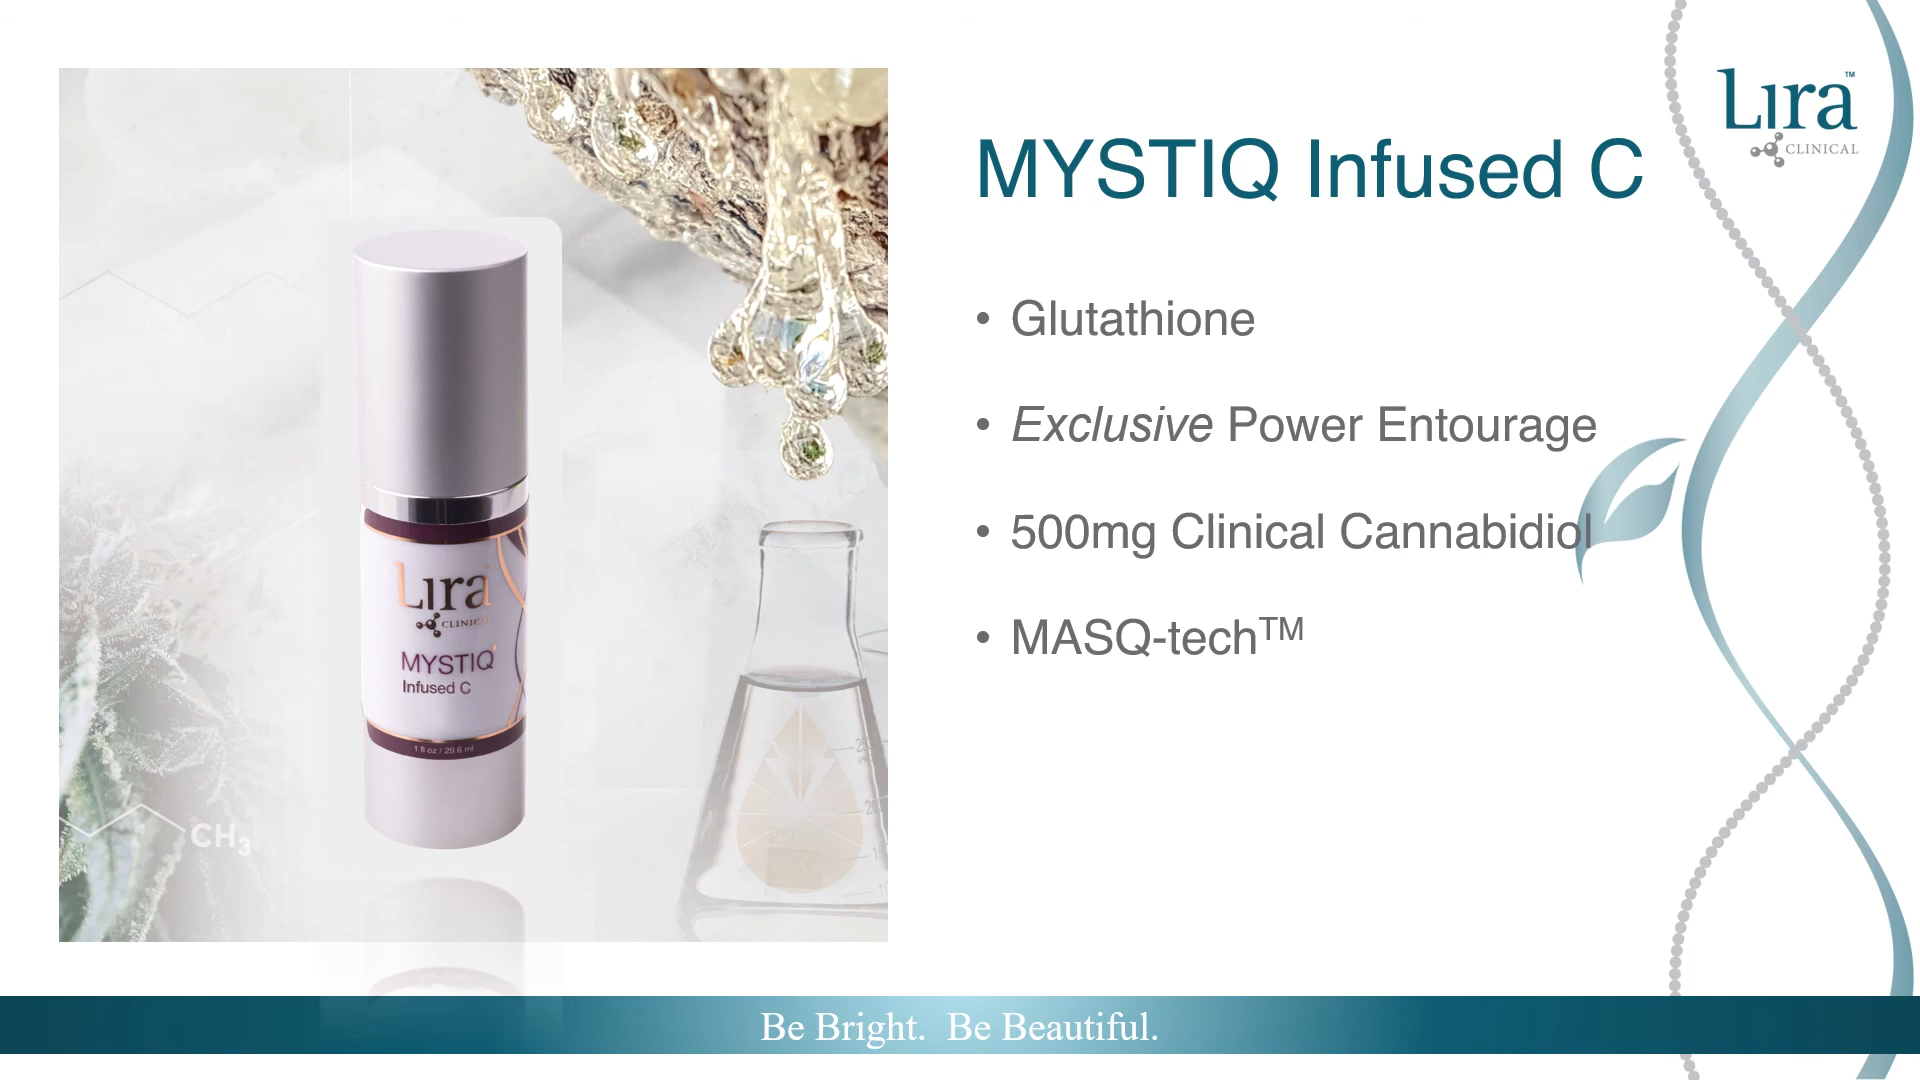 Lira™
CLINICAL
MYSTIQ Infused C
• Glutathione
• Exclusive Power Entourage
• 500mg Clinical Cannabidiol
• MASQ-tech™
Lira
CLINICAL
MYSTIQ
Infused C
1 fl oz / 29.6 ml
CH₃
Be Bright. Be Beautiful.